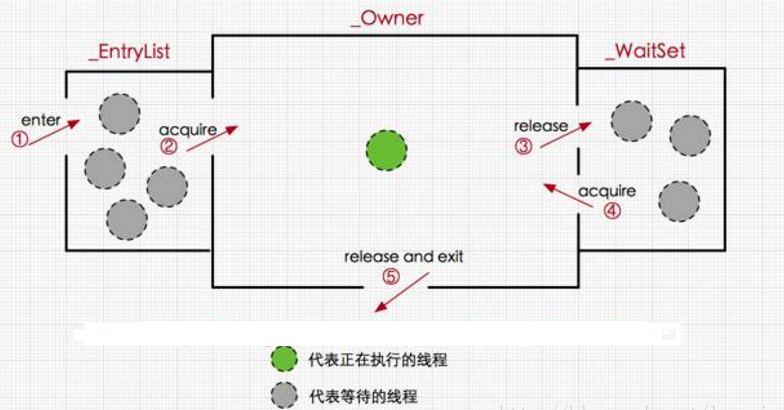 _Owner
_EntryList
_WaitSet
enter
①
acquire
②
release
③
acquire
④
release and exit
⑤
代表正在执行的线程
代表等待的线程